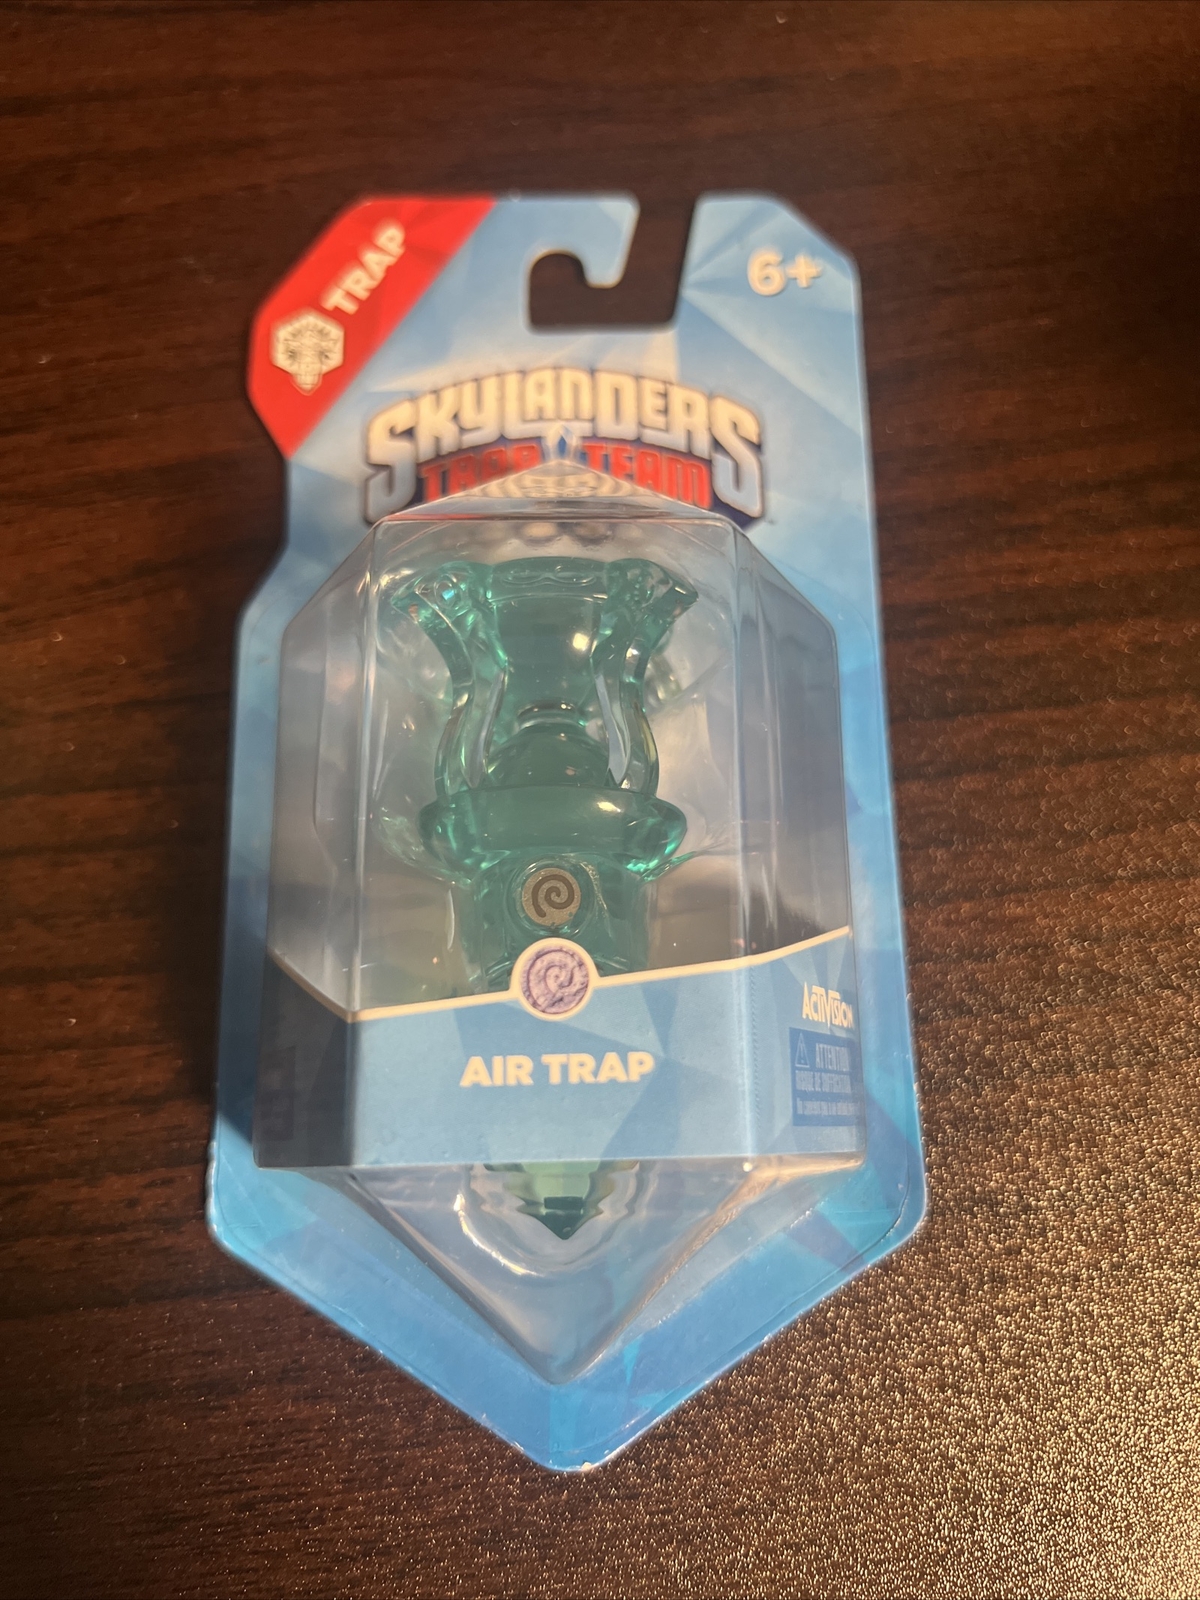 TRAP
6+
SKYLANDERS
TRAP TEAM
ACTIVISION
ATTENTION
AIR TRAP